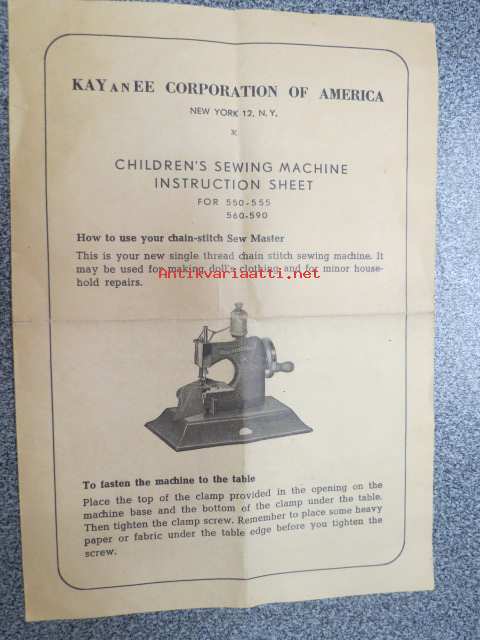 KAY AN EE CORPORATION OF AMERICA
NEW YORK 12, N. Y.
CHILDREN'S SEWING MACHINE
INSTRUCTION SHEET
FOR 550-555
560-590
How to use your chain-stitch Sew Master
This is your new single thread chain stitch sewing machine. It
may be used for making doll's clothing and for minor house-
hold repairs.
Antikvariaatti.net
To fasten the machine to the table
Place the top of the clamp provided in the opening on the
machine base and the bottom of the clamp under the table.
Then tighten the clamp screw. Remember to place some heavy
paper or fabric under the table edge before you tighten the
screw.